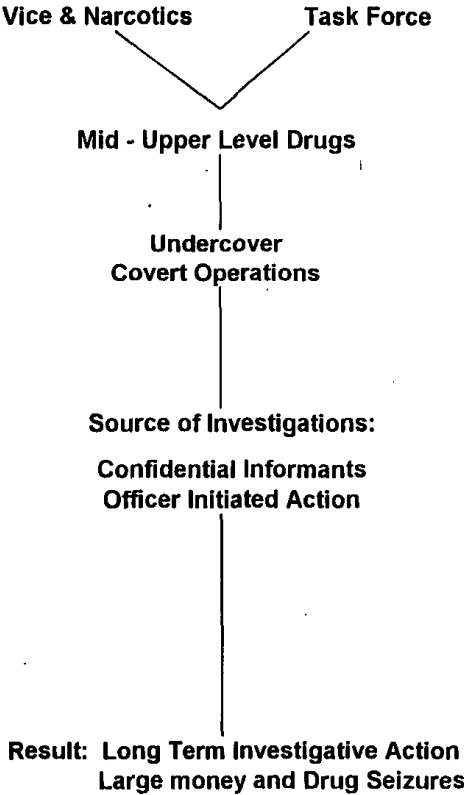 Vice & Narcotics Task Force
Mid - Upper Level Drugs
Undercover
Covert Operations
Source of Investigations:
Confidential Informants
Officer Initiated Action
Result: Long Term Investigative Action
Large money and Drug Seizures